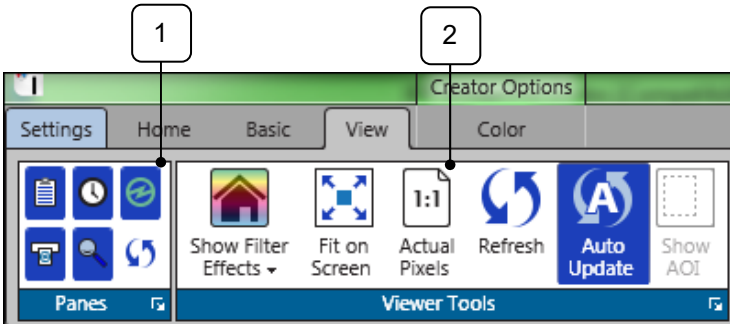 1
2
Creator Options
Settings Home Basic View Color
1:1
A
Show Filter Effects
Fit on Screen
Actual Pixels
Refresh
Auto Update
Show AOI
Panes
Viewer Tools